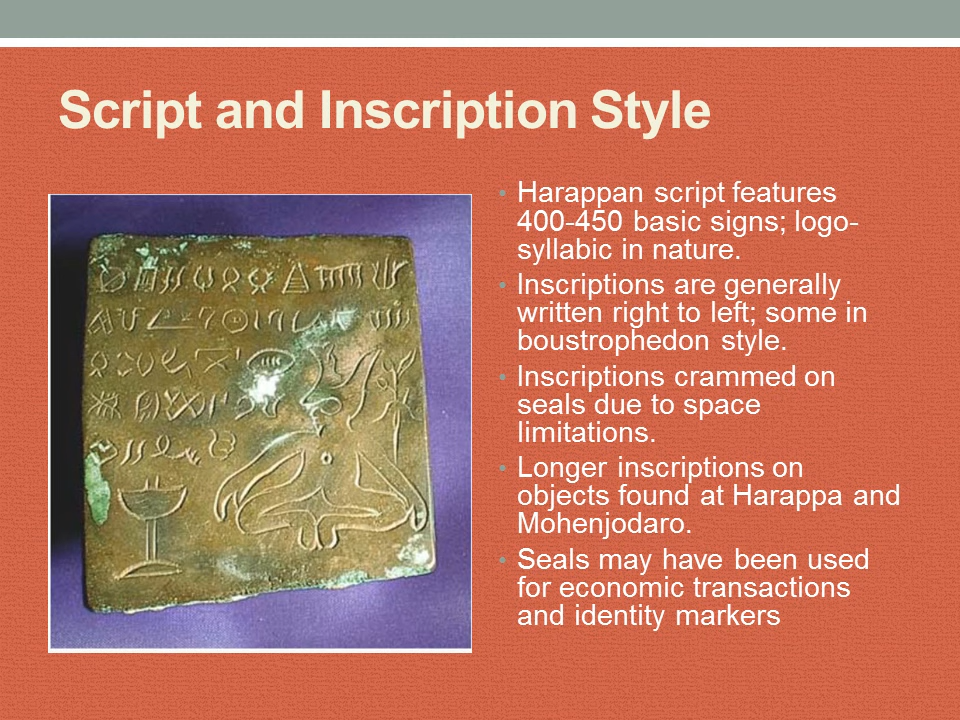 Script and Inscription Style
• Harappan script features
400-450 basic signs; logo-
syllabic in nature.
• Inscriptions are generally
written right to left; some in
boustrophedon style.
• Inscriptions crammed on
seals due to space
limitations.
• Longer inscriptions on
objects found at Harappa and
Mohenjodaro.
• Seals may have been used
for economic transactions
and identity markers